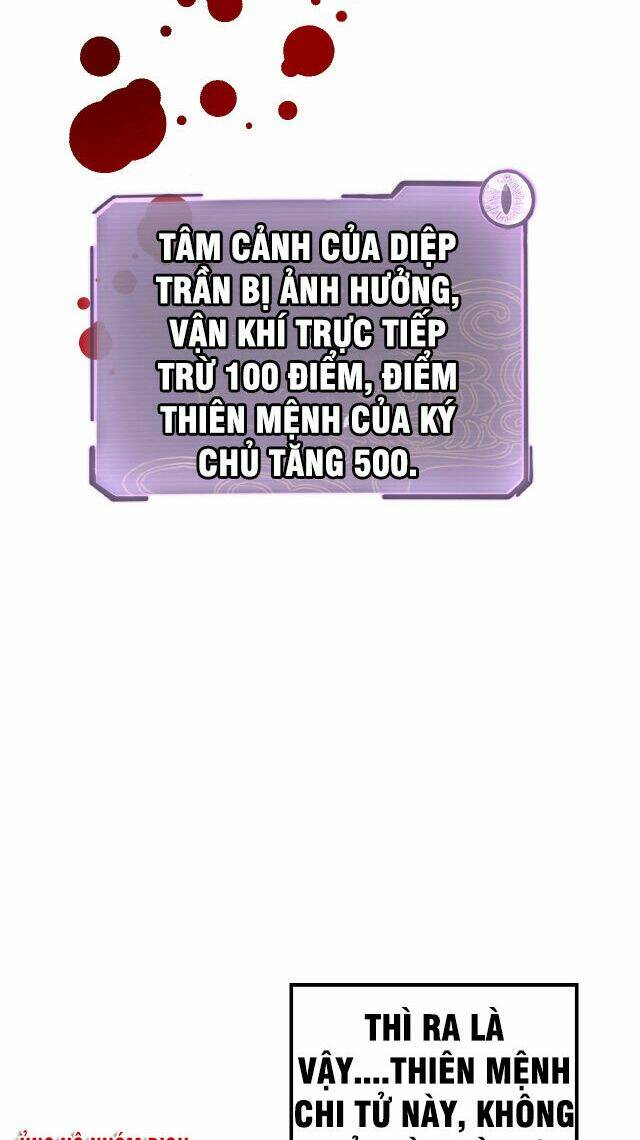 TÂM CẢNH CỦA DIỆP
TRẦN BỊ ẢNH HƯỞNG,
VẬN KHÍ TRỰC TIẾP
TRỪ 100 ĐIỂM, ĐIỂM
THIÊN MỆNH CỦA KÝ
CHỦ TĂNG 500.
THÌ RA LÀ
VẬY....THIÊN MỆNH
CHI TỬ NÀY, KHÔNG